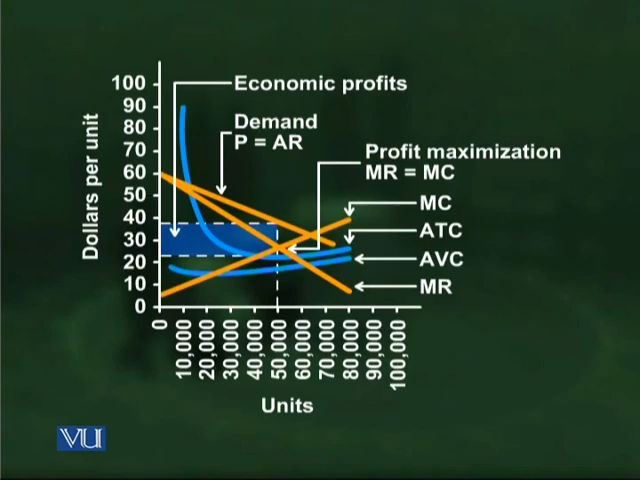 Economic profits
Demand
P = AR
Profit maximization
MR = MC
MC
ATC
AVC
MR
Dollars per unit
100
90
80
70
60
50
40
30
20
10
0
0
10,000
20,000
30,000
40,000
50,000
60,000
70,000
80,000
90,000
100,000
Units
VU